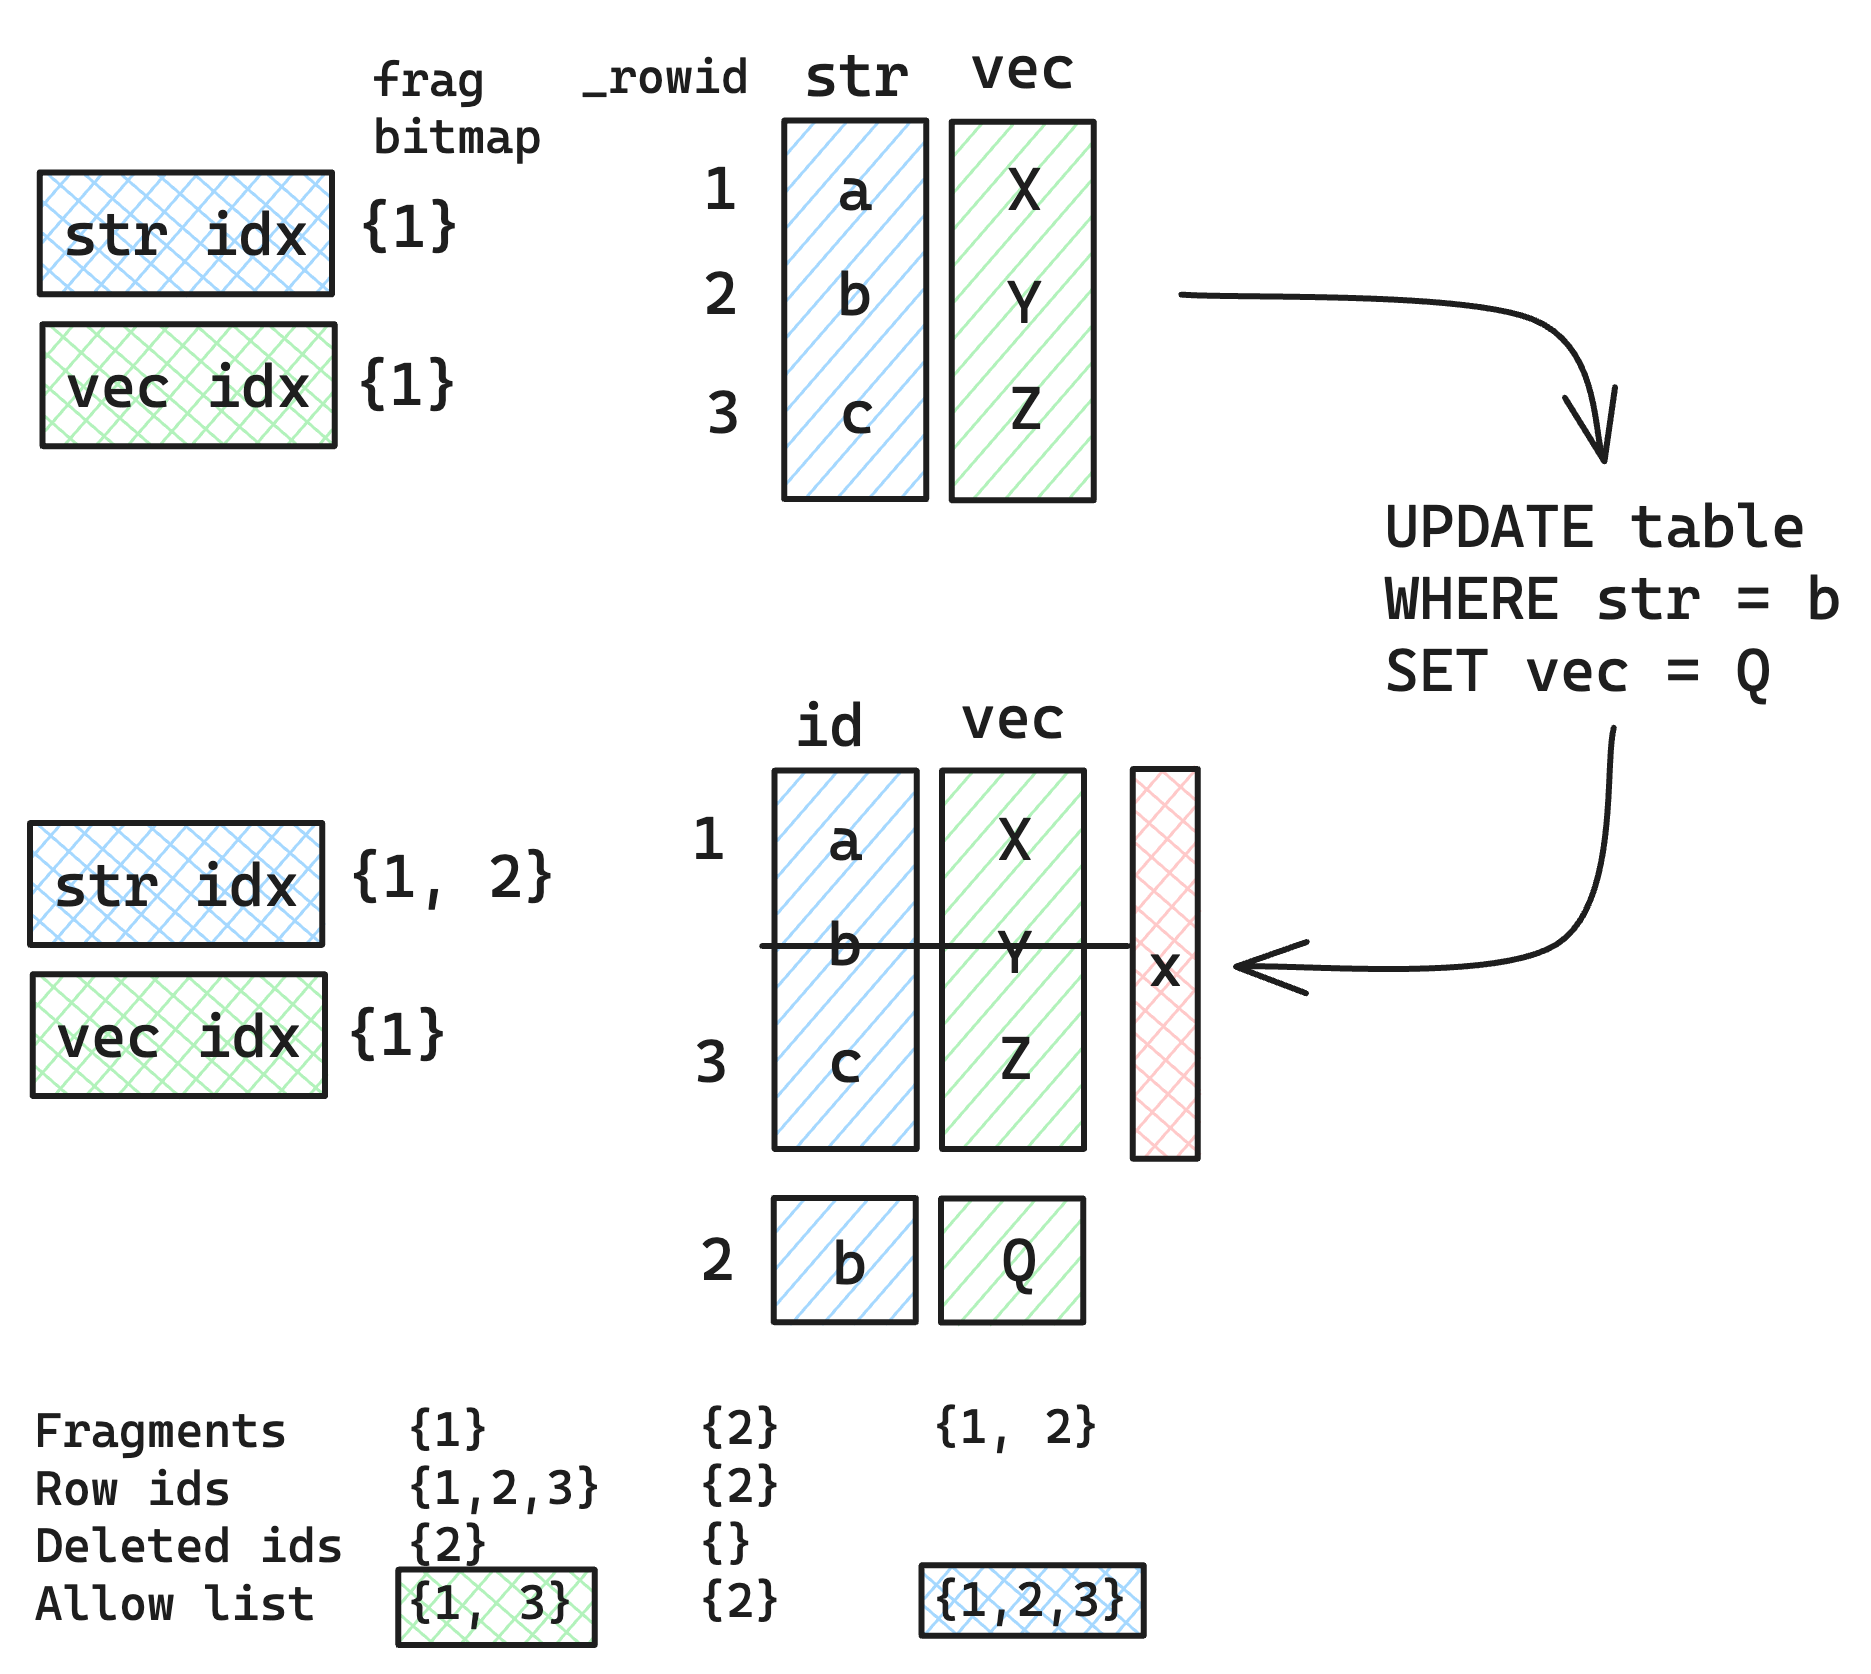 frag
bitmap
_rowid
str
vec
str idx
{1}
vec idx
{1}
1
a
X
2
b
Y
3
c
Z
UPDATE table
WHERE str = b
SET vec = Q
id
vec
str idx
{1, 2}
vec idx
{1}
1
a
X
b
Y
x
3
c
Z
2
b
Q
Fragments {1} {2} {1, 2}
Row ids {1,2,3} {2}
Deleted ids {2} {}
Allow list {1, 3} {2} {1,2,3}